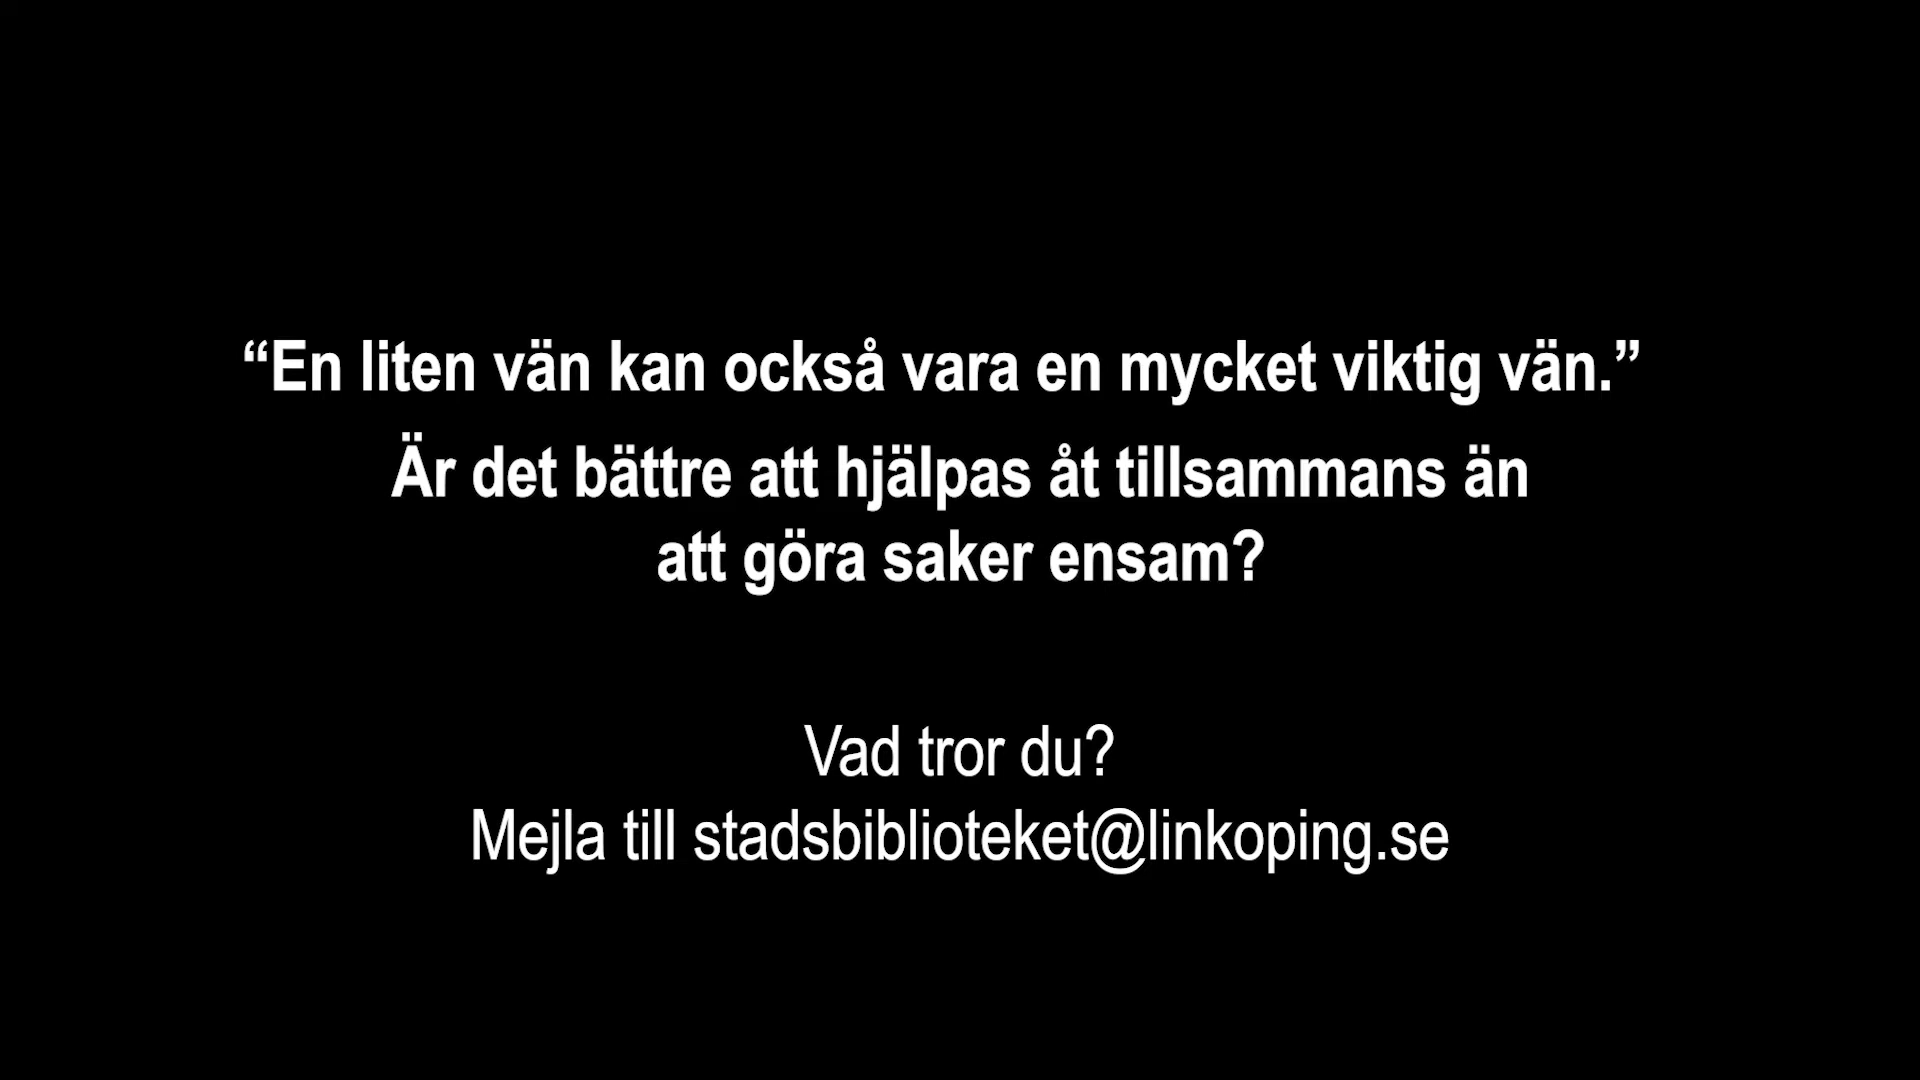 “En liten vän kan också vara en mycket viktig vän.”
Är det bättre att hjälpas åt tillsammans än
att göra saker ensam?
Vad tror du?
Mejla till stadsbiblioteket@linkoping.se